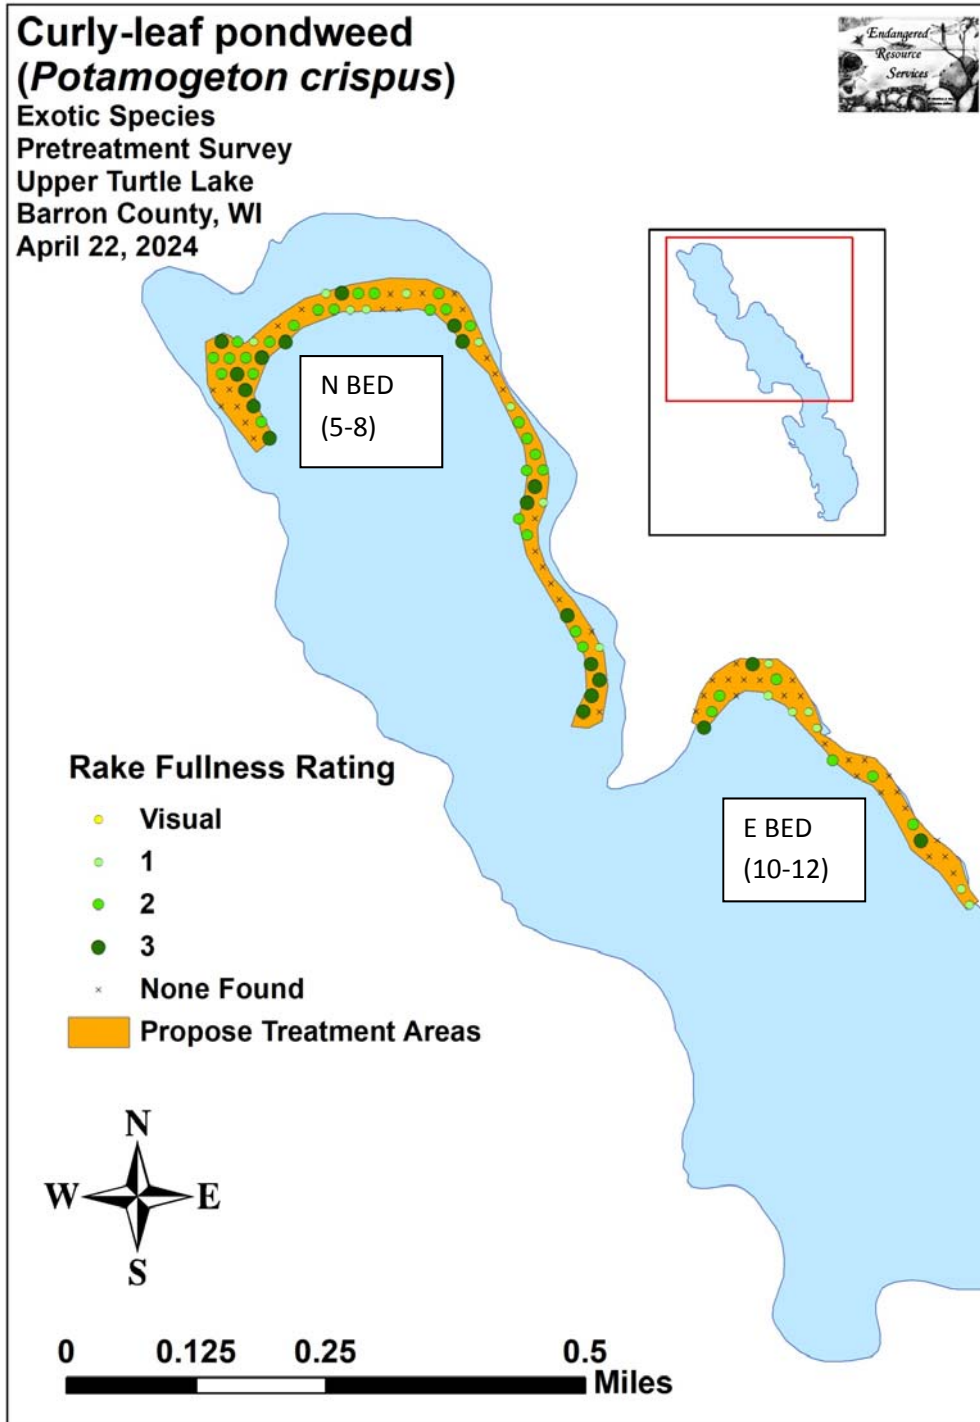 Curly-leaf pondweed
(Potamogeton crispus)
Exotic Species
Pretreatment Survey
Upper Turtle Lake
Barron County, WI
April 22, 2024
Endangered
Resource
Services
N BED
(5-8)
E BED
(10-12)
Rake Fullness Rating
Visual
1
2
3
None Found
Propose Treatment Areas
N
W E
S
0 0.125 0.25 0.5
Miles